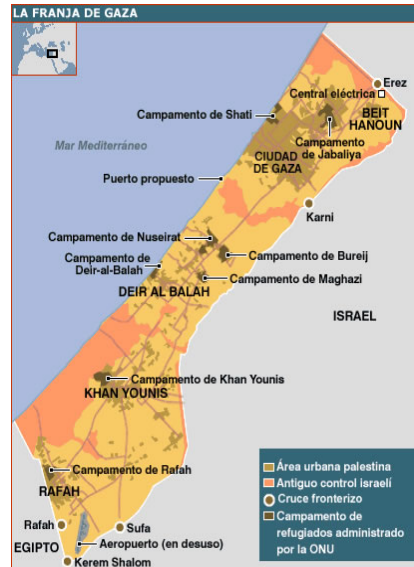 LA FRANJA DE GAZA
Erez
Central eléctrica
Campamento de Shati
BEIT
HANOUN
Campamento
de Jabaliya
Mar Mediterráneo
CIUDAD
DE GAZA
Puerto propuesto
Karni
Campamento de Nuseirat
Campamento de
Deir-al-Balah
Campamento de Bureij
Campamento de Maghazi
DEIR AL BALAH
ISRAEL
Campamento de Khan Younis
KHAN YOUNIS
Campamento de Rafah
RAFAH
Rafah
Sufa
EGIPTO
Aeropuerto (en desuso)
Kerem Shalom
Área urbana palestina
Antiguo control israelí
Cruce fronterizo
Campamento de
refugiados administrado
por la ONU